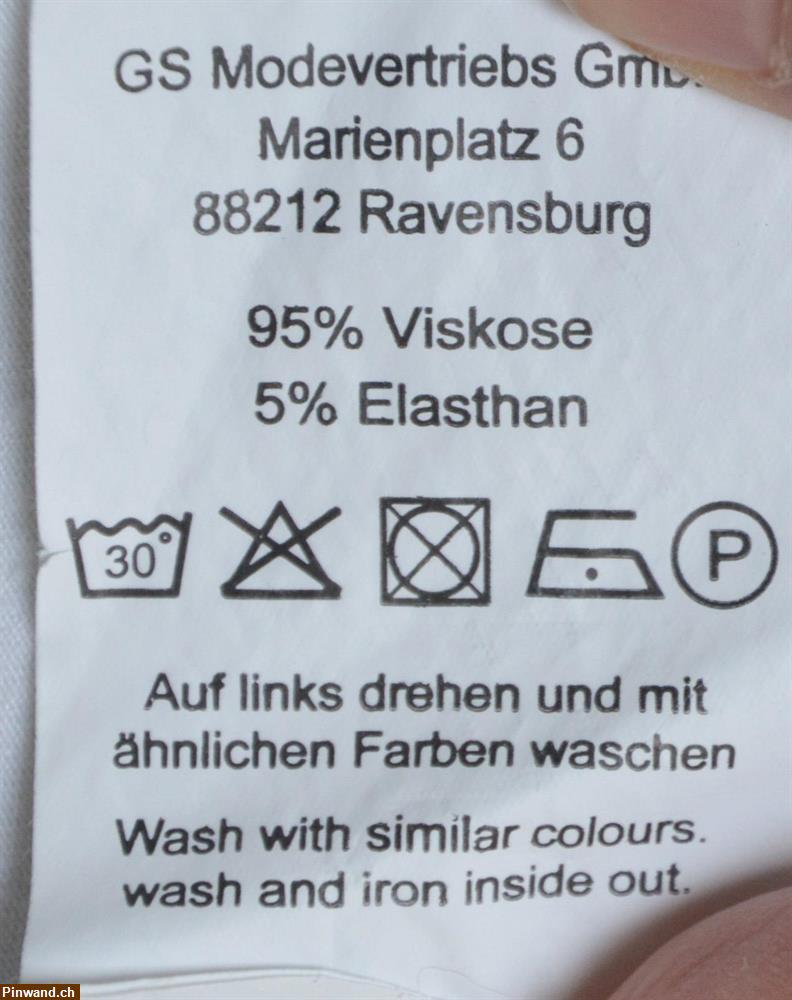 GS Modevertriebs
Marienplatz 6
88212 Ravensburg
95% Viskose
5% Elasthan
30° P
Auf links drehen und mit
ähnlichen Farben waschen
Wash with similar colours.
wash and iron inside out.
Pinwand.ch